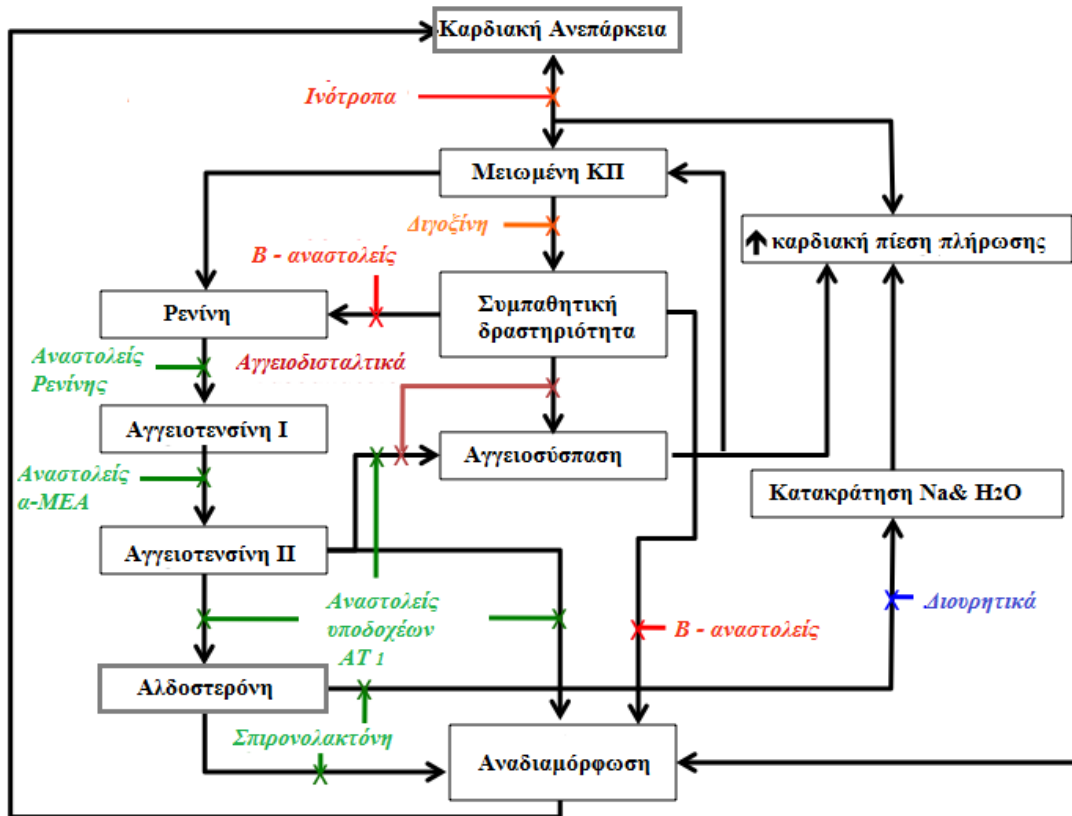 Καρδιακή Ανεπάρκεια
Ινότροπα
Μειωμένη ΚΠ
Διγοξίνη
καρδιακή πίεση πλήρωσης
Β - αναστολείς
Ρενίνη
Συμπαθητική
δραστηριότητα
Αναστολείς
Ρενίνης
Αγγειοδισταλτικά
Αγγειοτενσίνη Ι
Αγγειοσύσπαση
Αναστολείς
α-ΜΕΑ
Κατακράτηση Na& H2O
Αγγειοτενσίνη ΙΙ
Αναστολείς
υποδοχέων
ΑΤ 1
Διουρητικά
Β - αναστολείς
Αλδοστερόνη
Σπιρονολακτόνη
Αναδιαμόρφωση